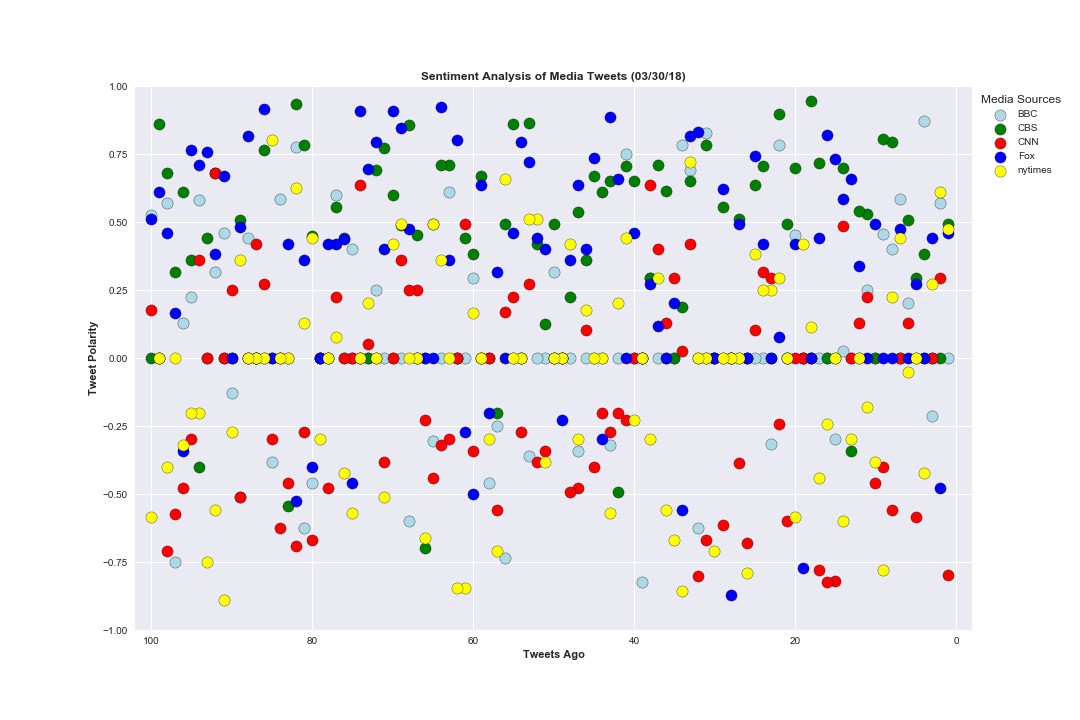 Sentiment Analysis of Media Tweets (03/30/18)
Media Sources
BBC
CBS
CNN
Fox
nytimes
1.00
0.75
0.50
0.25
0.00
−0.25
−0.50
−0.75
−1.00
Tweet Polarity
100
80
60
40
20
0
Tweets Ago